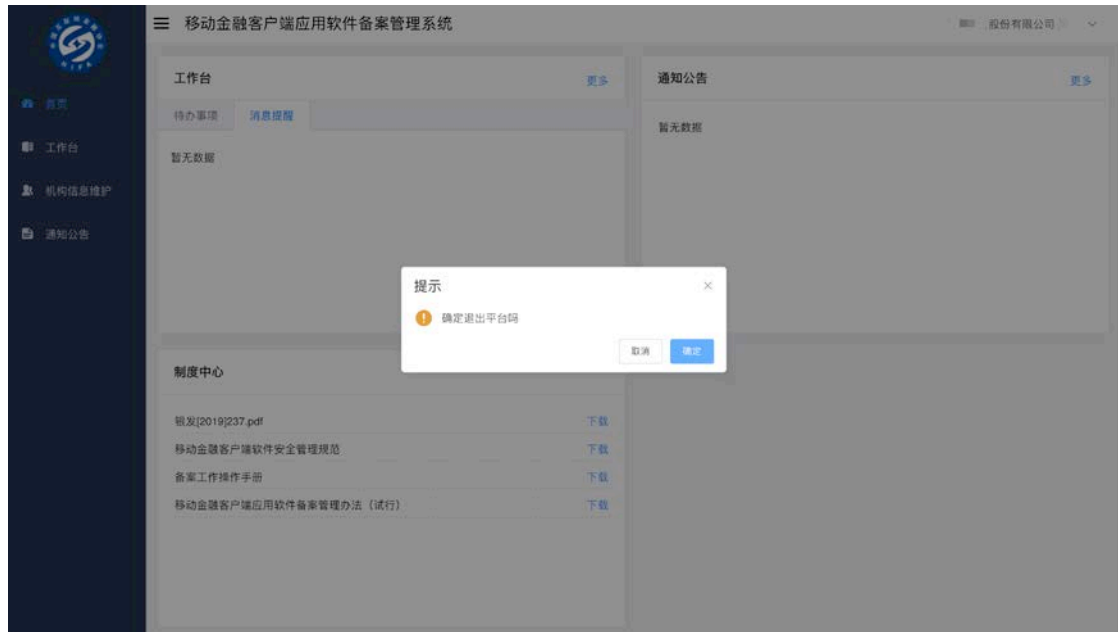 移动金融客户端应用软件备案管理系统
股份有限公司
NIFA
首页
工作台
机构信息维护
通知公告
工作台
更多
待办事项
消息提醒
暂无数据
通知公告
更多
暂无数据
提示
确定退出平台吗
取消
确定
制度中心
银发[2019]237.pdf
下载
移动金融客户端软件安全管理规范
下载
备案工作操作手册
下载
移动金融客户端应用软件备案管理办法（试行）
下载